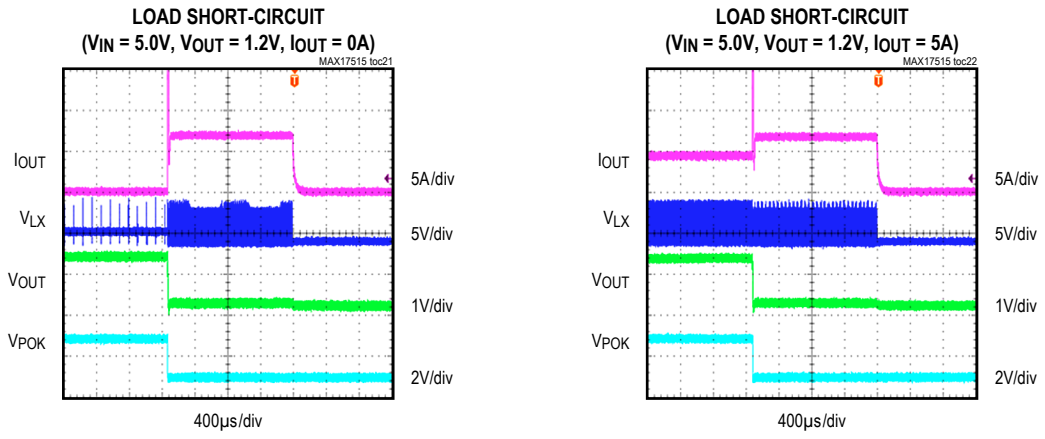 LOAD SHORT-CIRCUIT
(VIN = 5.0V, VOUT = 1.2V, IOUT = 0A)
MAX17515 toc21
T
IOUT
5A/div
VLX
5V/div
VOUT
1V/div
VPOK
2V/div
400µs/div
LOAD SHORT-CIRCUIT
(VIN = 5.0V, VOUT = 1.2V, IOUT = 5A)
MAX17515 toc22
T
IOUT
5A/div
VLX
5V/div
VOUT
1V/div
VPOK
2V/div
400µs/div